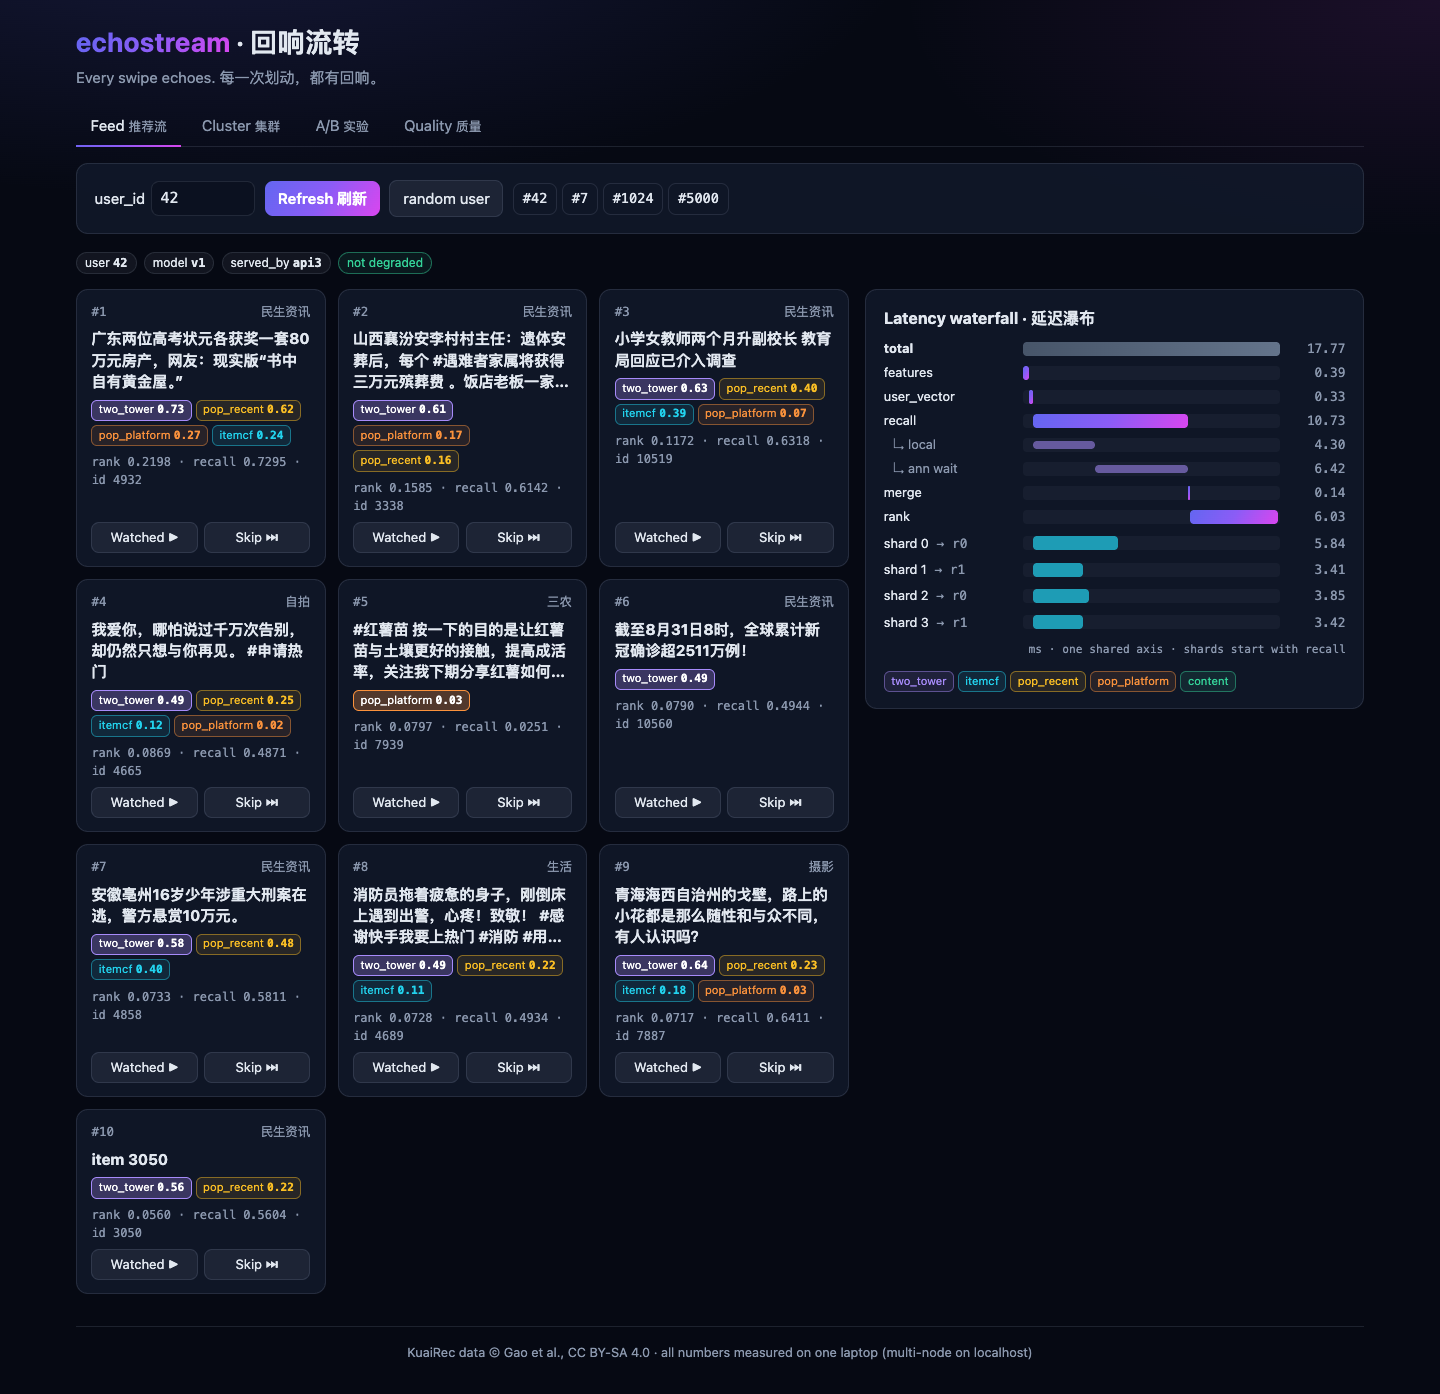 echostream · 回响流转
Every swipe echoes. 每一次划动，都有回响。
Feed 推荐流 Cluster 集群 A/B 实验 Quality 质量
user_id 42 Refresh 刷新 random user #42 #7 #1024 #5000
user 42 model v1 served_by api3 not degraded
#1 民生资讯
广东两位高考状元各获奖一套80
万元房产，网友：现实版“书中
自有黄金屋。”
two_tower 0.73 pop_recent 0.62
pop_platform 0.27 itemcf 0.24
rank 0.2198 · recall 0.7295 ·
id 4932
Watched ▶ Skip ⏭
#2 民生资讯
山西襄汾安李村村主任：遗体安
葬后，每个 #遇难者家属将获得
三万元殡葬费 。饭店老板一家...
two_tower 0.61
pop_platform 0.17
pop_recent 0.16
rank 0.1585 · recall 0.6142 ·
id 3338
Watched ▶ Skip ⏭
#3 民生资讯
小学女教师两个月升副校长 教育
局回应已介入调查
two_tower 0.63 pop_recent 0.40
itemcf 0.39 pop_platform 0.07
rank 0.1172 · recall 0.6318 ·
id 10519
Watched ▶ Skip ⏭
#4 自拍
我爱你，哪怕说过千万次告别，
却仍然只想与你再见。 #申请热
门
two_tower 0.49 pop_recent 0.25
itemcf 0.12 pop_platform 0.02
rank 0.0869 · recall 0.4871 ·
id 4665
Watched ▶ Skip ⏭
#5 三农
#红薯苗 按一下的目的是让红薯
苗与土壤更好的接触，提高成活
率，关注我下期分享红薯如何...
pop_platform 0.03
rank 0.0797 · recall 0.0251 ·
id 7939
Watched ▶ Skip ⏭
#6 民生资讯
截至8月31日8时，全球累计新
冠确诊超2511万例！
two_tower 0.49
rank 0.0790 · recall 0.4944 ·
id 10560
Watched ▶ Skip ⏭
#7 民生资讯
安徽亳州16岁少年涉重大刑案在
逃，警方悬赏10万元。
two_tower 0.58 pop_recent 0.48
itemcf 0.40
rank 0.0733 · recall 0.5811 ·
id 4858
Watched ▶ Skip ⏭
#8 生活
消防员拖着疲惫的身子，刚倒床
上遇到出警，心疼！致敬！ #感
谢快手我要上热门 #消防 #用...
two_tower 0.49 pop_recent 0.22
itemcf 0.11
rank 0.0728 · recall 0.4934 ·
id 4689
Watched ▶ Skip ⏭
#9 摄影
青海海西自治州的戈壁，路上的
小花都是那么随性和与众不同，
有人认识吗？
two_tower 0.64 pop_recent 0.23
itemcf 0.18 pop_platform 0.03
rank 0.0717 · recall 0.6411 ·
id 7887
Watched ▶ Skip ⏭
#10 民生资讯
item 3050
two_tower 0.56 pop_recent 0.22
rank 0.0560 · recall 0.5604 ·
id 3050
Watched ▶ Skip ⏭
Latency waterfall · 延迟瀑布
total 17.77
features 0.39
user_vector 0.33
recall 10.73
↳ local 4.30
↳ ann wait 6.42
merge 0.14
rank 6.03
shard 0 → r0 5.84
shard 1 → r1 3.41
shard 2 → r0 3.85
shard 3 → r1 3.42
ms · one shared axis · shards start with recall
two_tower itemcf pop_recent pop_platform content
KuaiRec data © Gao et al., CC BY-SA 4.0 · all numbers measured on one laptop (multi-node on localhost)